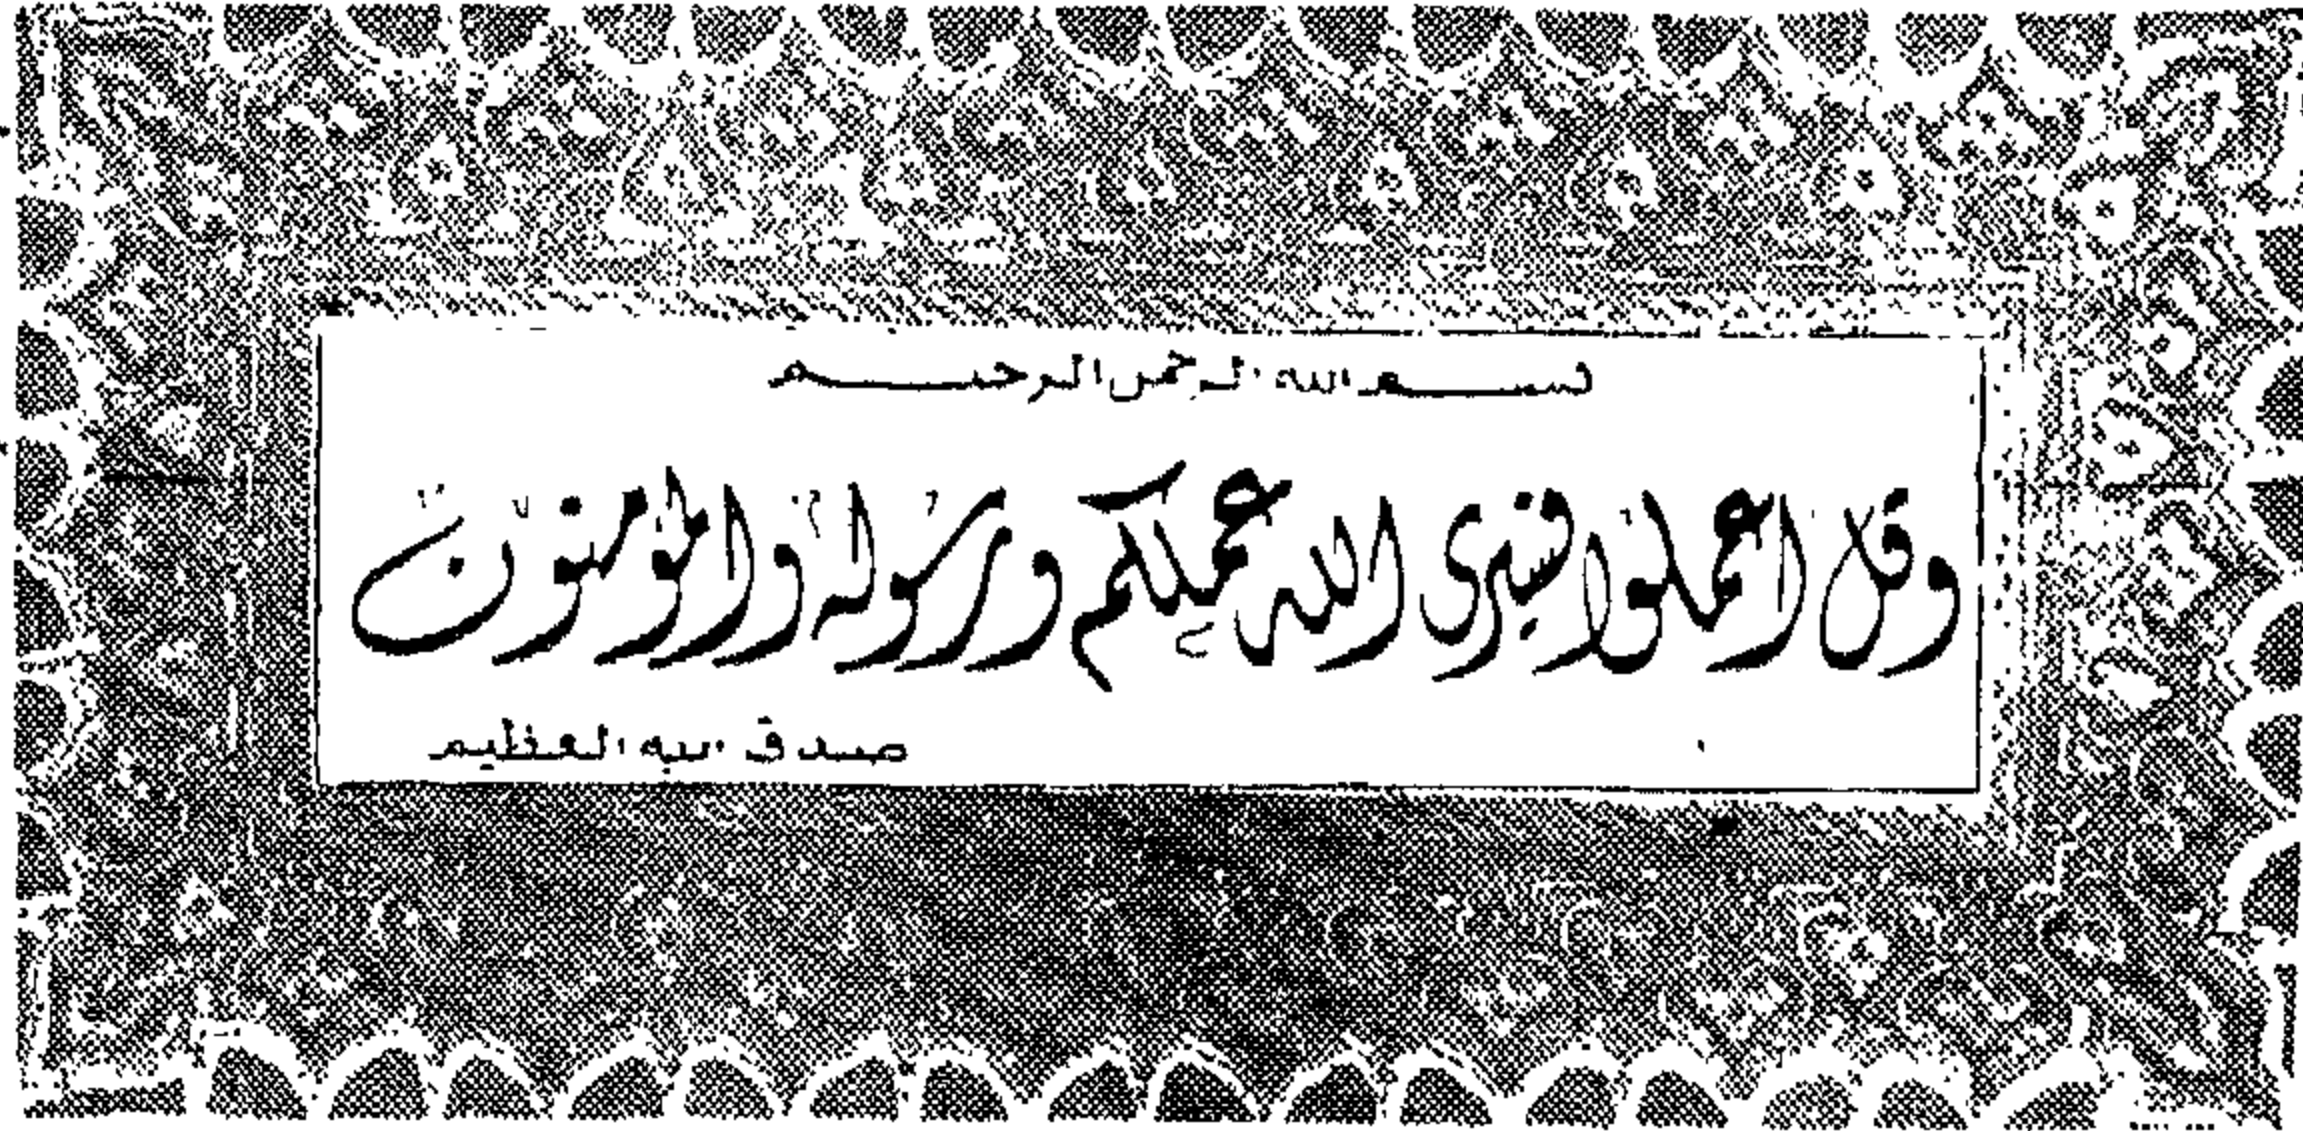 بسم الله الرحمن الرحيم
وقل اعملوا فسيرى الله عملكم ورسوله والمؤمنون
صدق الله العظيم